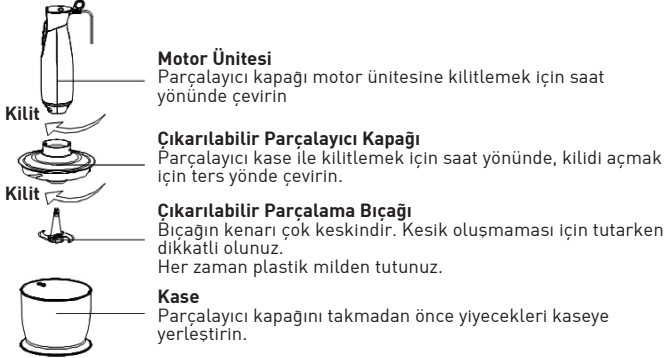 Motor Ünitesi
Parçalayıcı kapağı motor ünitesine kilitlemek için saat
yönünde çevirin
Kilit
Çıkarılabilir Parçalayıcı Kapağı
Parçalayıcı kase ile kilitlemek için saat yönünde, kilidi açmak
için ters yönde çevirin.
Kilit
Çıkarılabilir Parçalama Bıçağı
Bıçağın kenarı çok keskindir. Kesik oluşmaması için tutarken
dikkatli olunuz.
Her zaman plastik milden tutunuz.
Kase
Parçalayıcı kapağını takmadan önce yiyecekleri kaseye
yerleştirin.